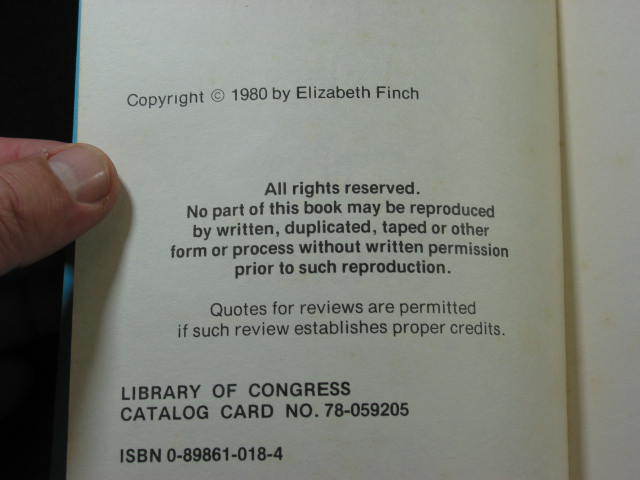 Copyright © 1980 by Elizabeth Finch
All rights reserved.
No part of this book may be reproduced
by written, duplicated, taped or other
form or process without written permission
prior to such reproduction.
Quotes for reviews are permitted
if such review establishes proper credits.
LIBRARY OF CONGRESS
CATALOG CARD NO. 78-059205
ISBN 0-89861-018-4